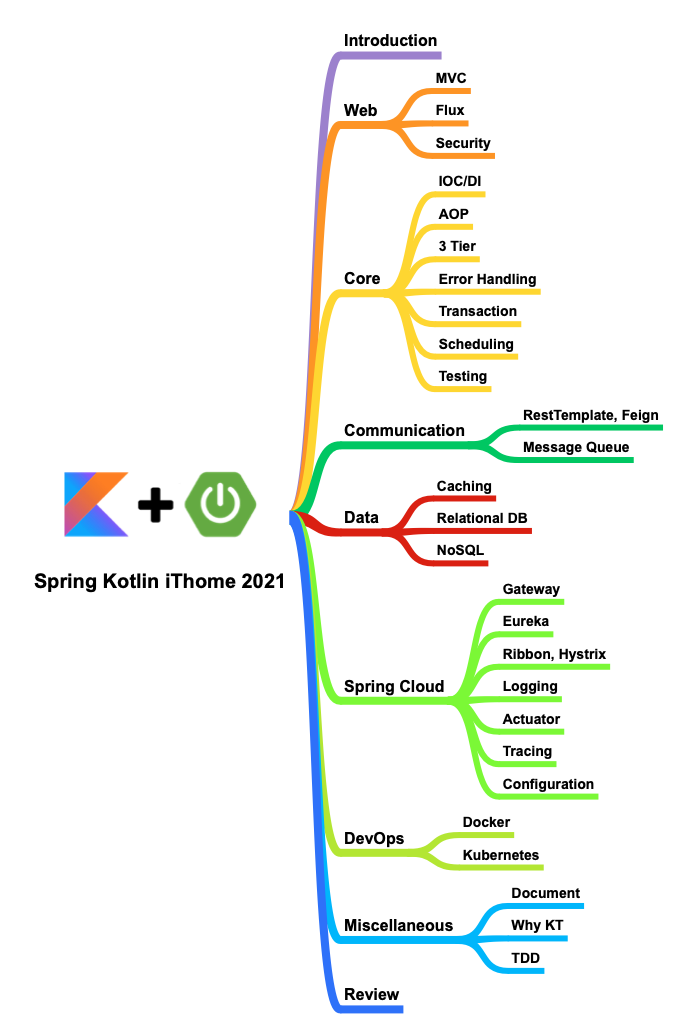 Introduction
Web
MVC
Flux
Security
Core
IOC/DI
AOP
3 Tier
Error Handling
Transaction
Scheduling
Testing
Communication
RestTemplate, Feign
Message Queue
Spring Kotlin iThome 2021
Data
Caching
Relational DB
NoSQL
Spring Cloud
Gateway
Eureka
Ribbon, Hystrix
Logging
Actuator
Tracing
Configuration
DevOps
Docker
Kubernetes
Miscellaneous
Document
Why KT
TDD
Review